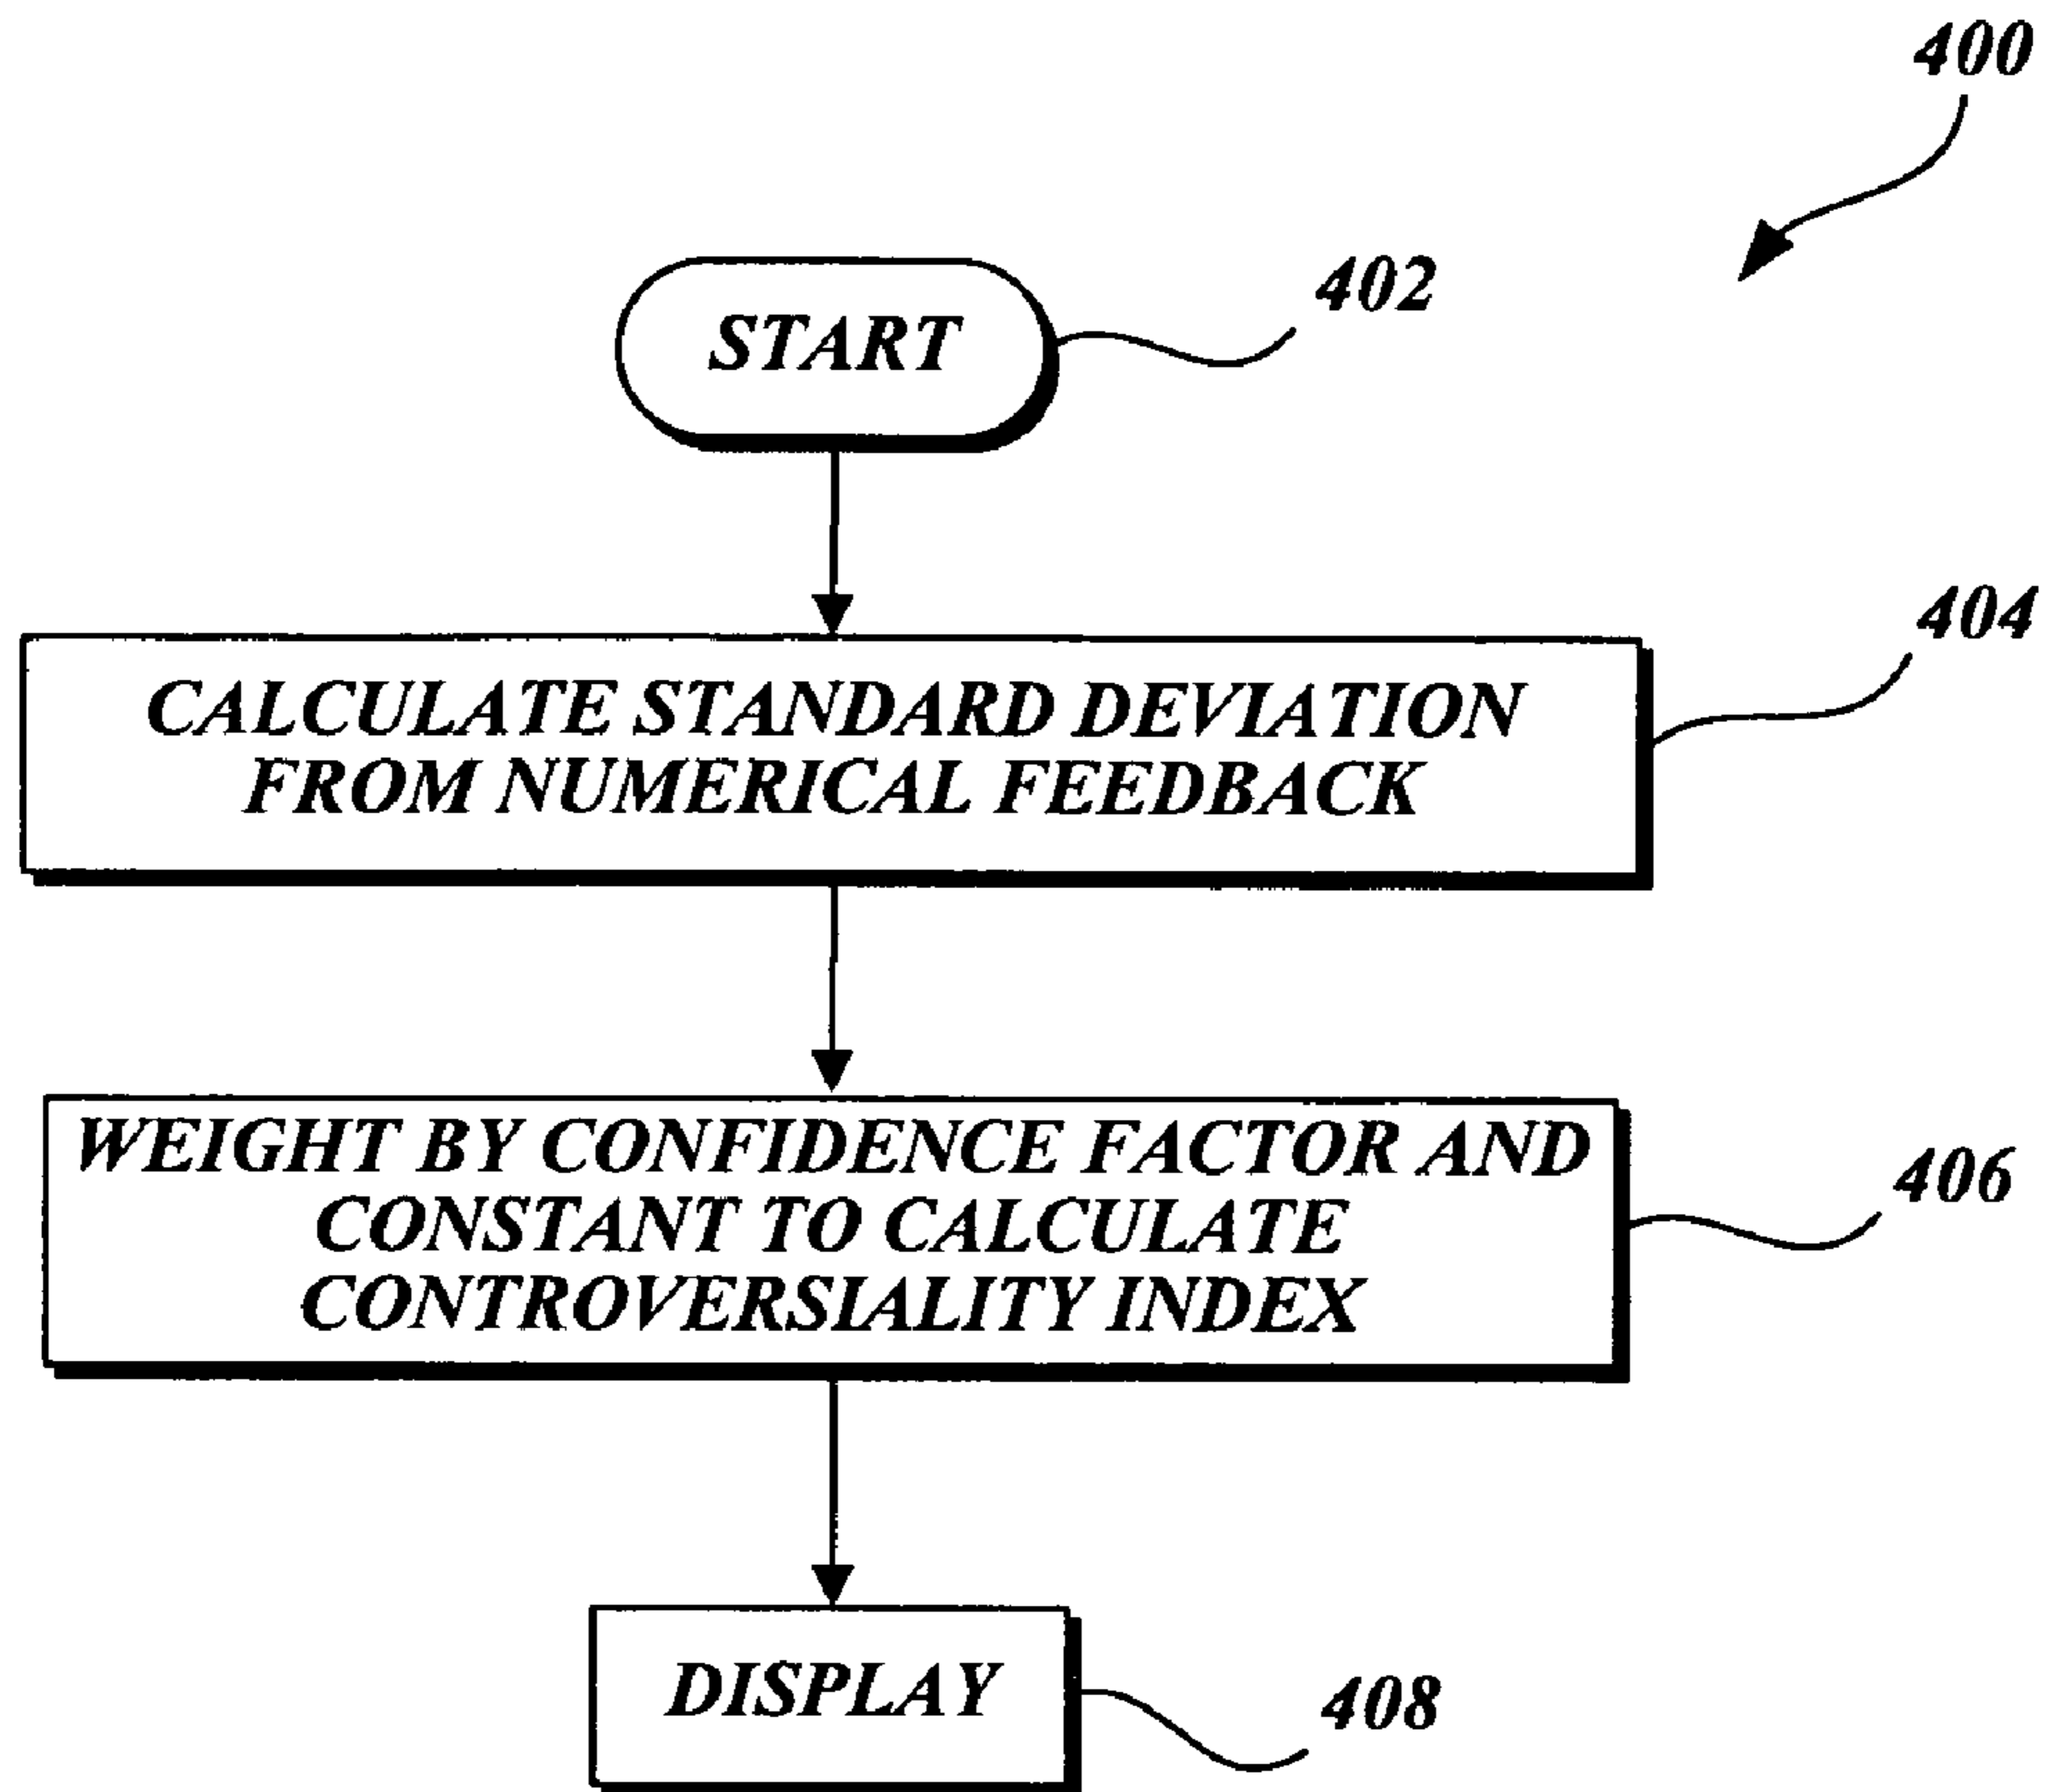 400
START
402
CALCULATE STANDARD DEVIATION
FROM NUMERICAL FEEDBACK
404
WEIGHT BY CONFIDENCE FACTOR AND
CONSTANT TO CALCULATE
CONTROVERSIALITY INDEX
406
DISPLAY
408